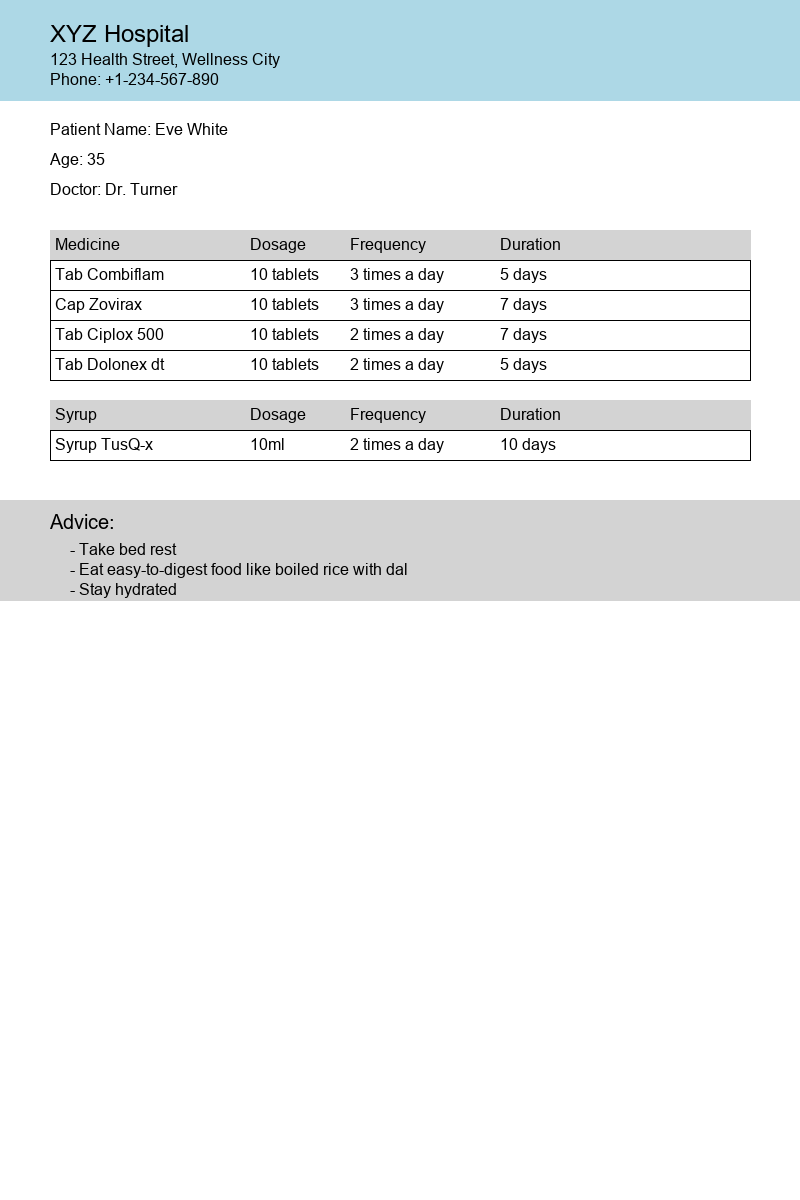 XYZ Hospital
123 Health Street, Wellness City
Phone: +1-234-567-890
Patient Name: Eve White
Age: 35
Doctor: Dr. Turner
Medicine Dosage Frequency Duration
Tab Combiflam 10 tablets 3 times a day 5 days
Cap Zovirax 10 tablets 3 times a day 7 days
Tab Ciplox 500 10 tablets 2 times a day 7 days
Tab Dolonex dt 10 tablets 2 times a day 5 days
Syrup Dosage Frequency Duration
Syrup TusQ-x 10ml 2 times a day 10 days
Advice:
- Take bed rest
- Eat easy-to-digest food like boiled rice with dal
- Stay hydrated